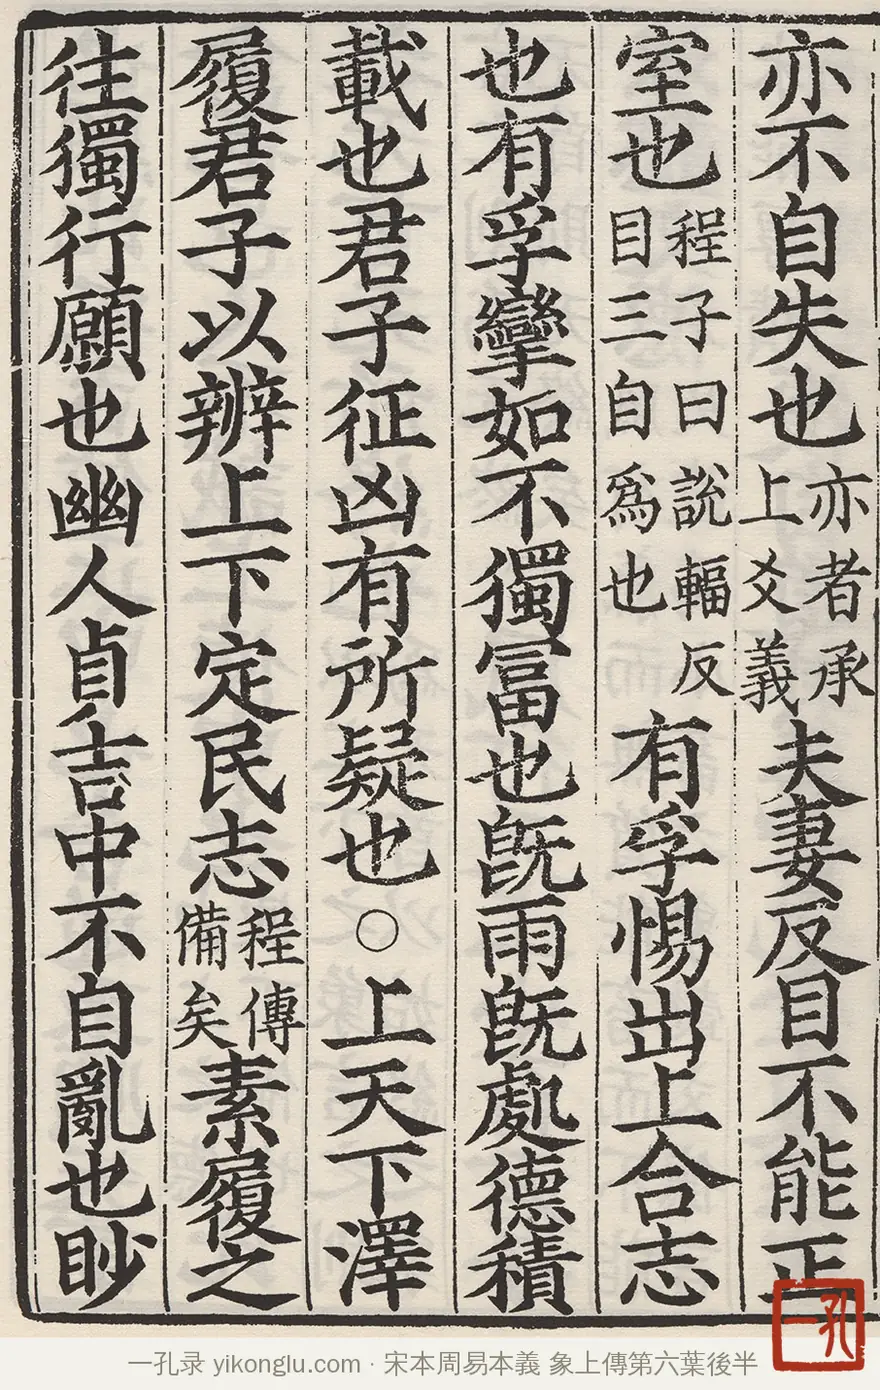 亦不自失也亦者承上爻義夫妻反目不能正
室也程子曰説輻反目三自爲也有孚惕出上合志
也有孚攣如不獨冨也旣雨旣處德積
載也君子征凶有所疑也○上天下澤
履君子以辨上下定民志程傳備矣素履之
往獨行願也幽人貞吉中不自亂也眇
一孔
一孔录 yikonglu.com · 宋本周易本義 象上傳第六葉後半